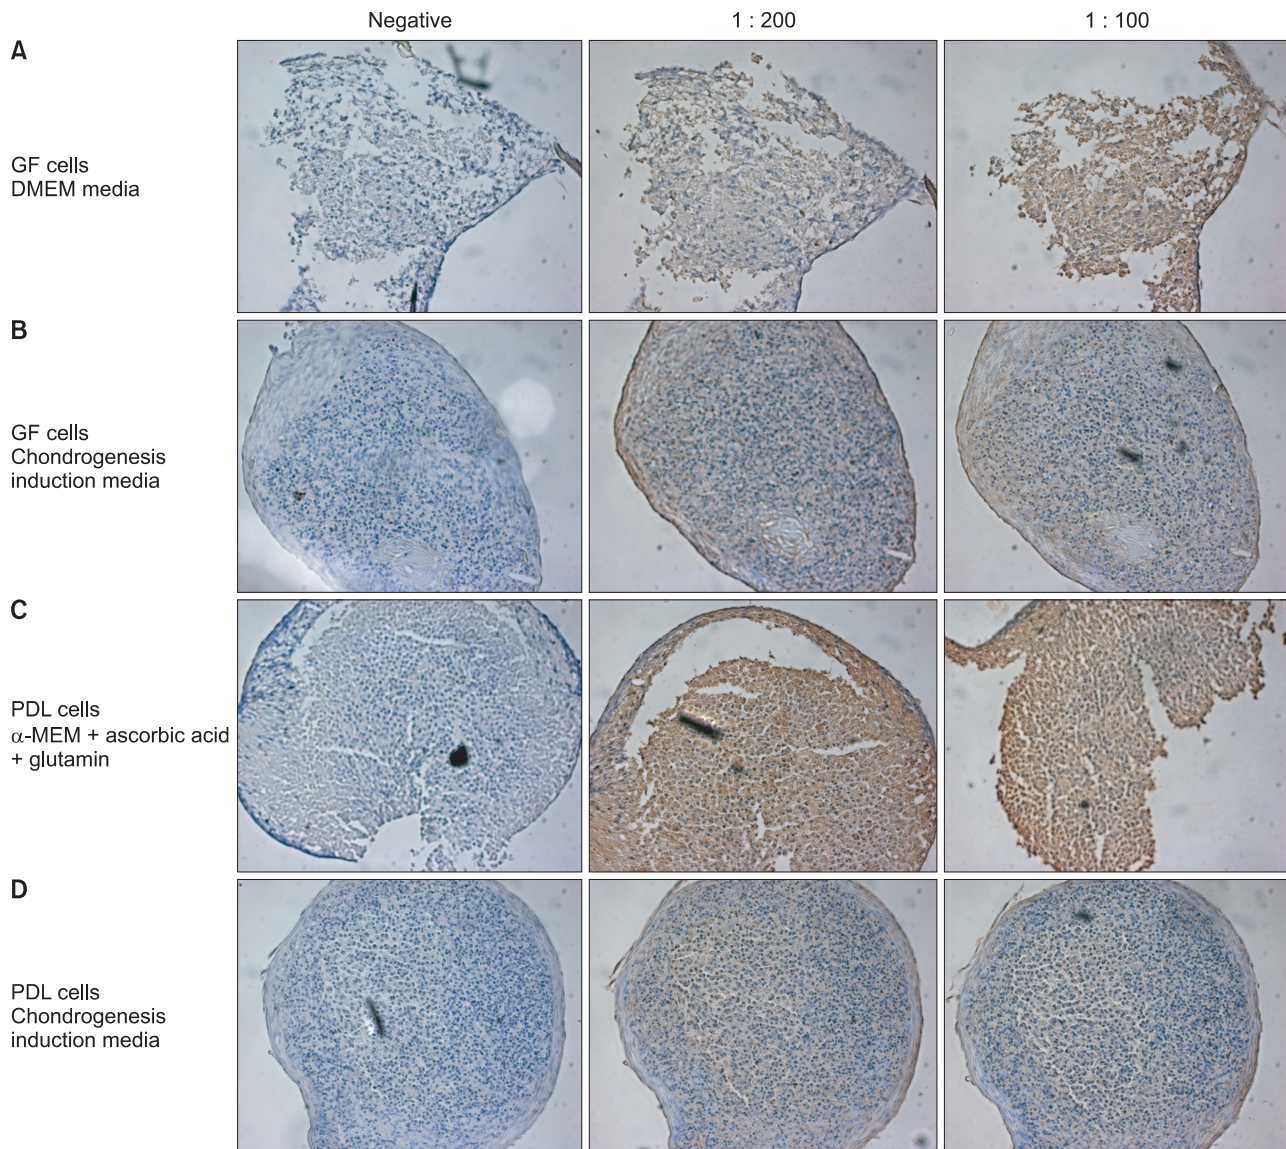 Negative
1 : 200
1 : 100
A
GF cells
DMEM media
B
GF cells
Chondrogenesis
induction media
C
PDL cells
α-MEM + ascorbic acid
+ glutamin
D
PDL cells
Chondrogenesis
induction media